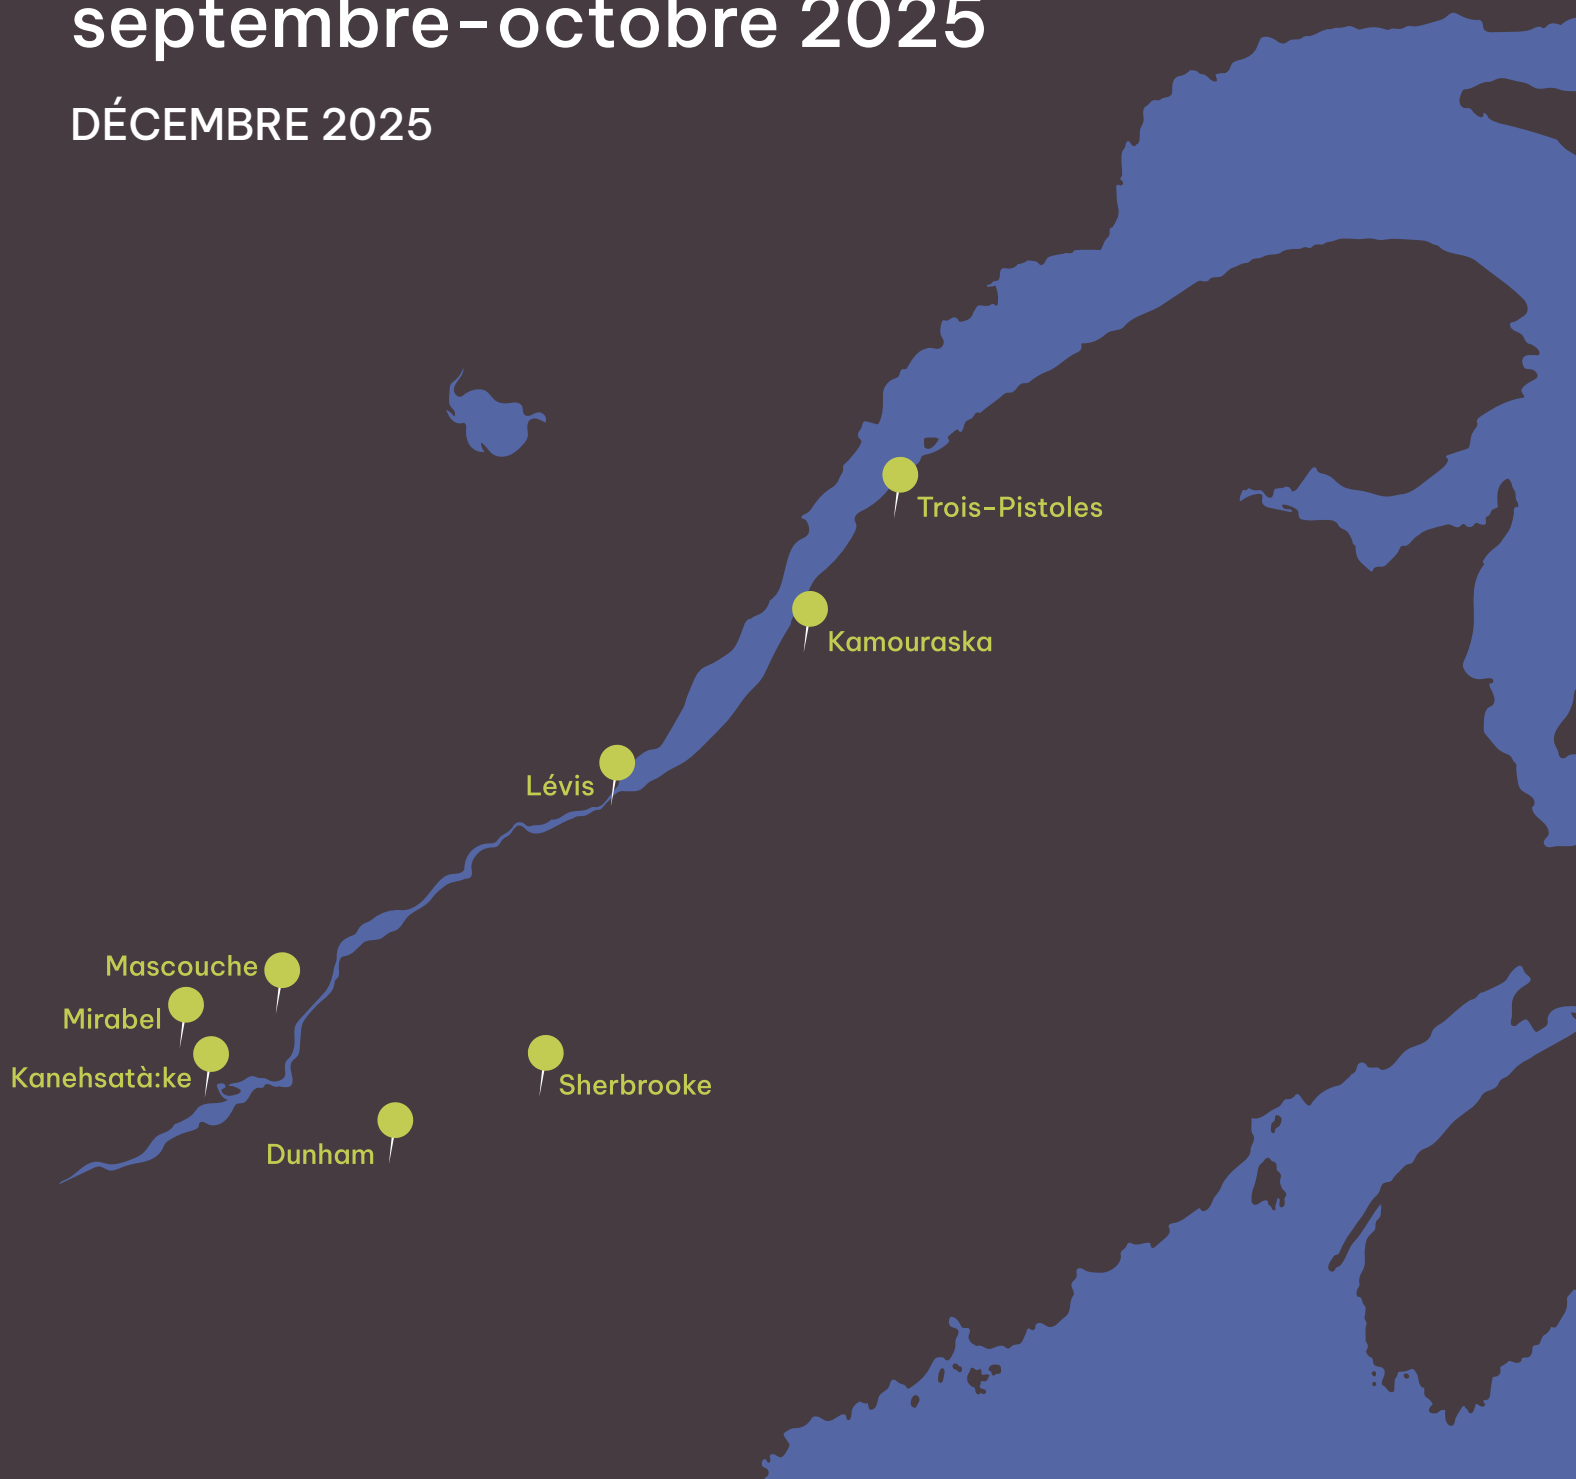 septembre-octobre 2025
DÉCEMBRE 2025
Trois-Pistoles
Kamouraska
Lévis
Mascouche
Mirabel
Kanehsatà:ke
Sherbrooke
Dunham